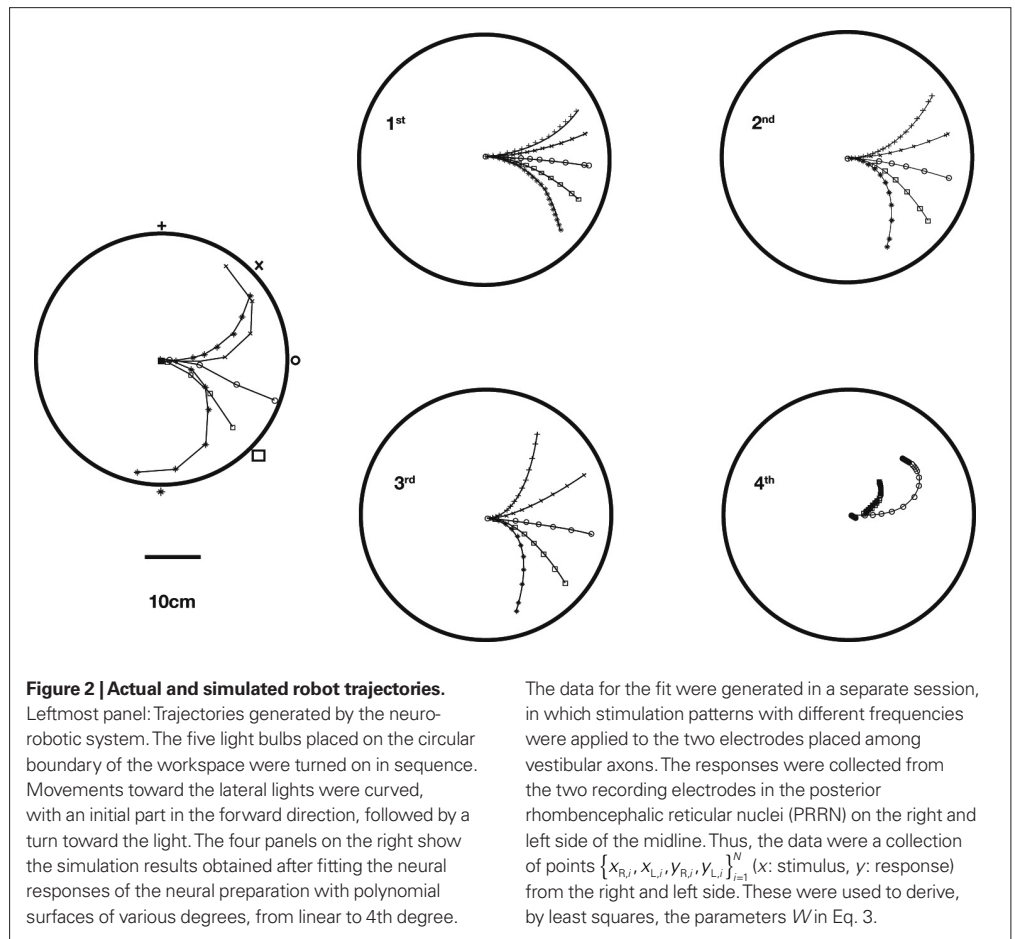 1st
2nd
3rd
4th
+
x
o
□
*
10cm
Figure 2 | Actual and simulated robot trajectories.
Leftmost panel: Trajectories generated by the neuro-
robotic system. The five light bulbs placed on the circular
boundary of the workspace were turned on in sequence.
Movements toward the lateral lights were curved,
with an initial part in the forward direction, followed by a
turn toward the light. The four panels on the right show
the simulation results obtained after fitting the neural
responses of the neural preparation with polynomial
surfaces of various degrees, from linear to 4th degree.
The data for the fit were generated in a separate session,
in which stimulation patterns with different frequencies
were applied to the two electrodes placed among
vestibular axons. The responses were collected from
the two recording electrodes in the posterior
rhombencephalic reticular nuclei (PRRN) on the right and
left side of the midline. Thus, the data were a collection
of points {x_R,i, x_L,i, y_R,i, y_L,i}_{i=1}^N (x: stimulus, y: response)
from the right and left side. These were used to derive,
by least squares, the parameters W in Eq. 3.